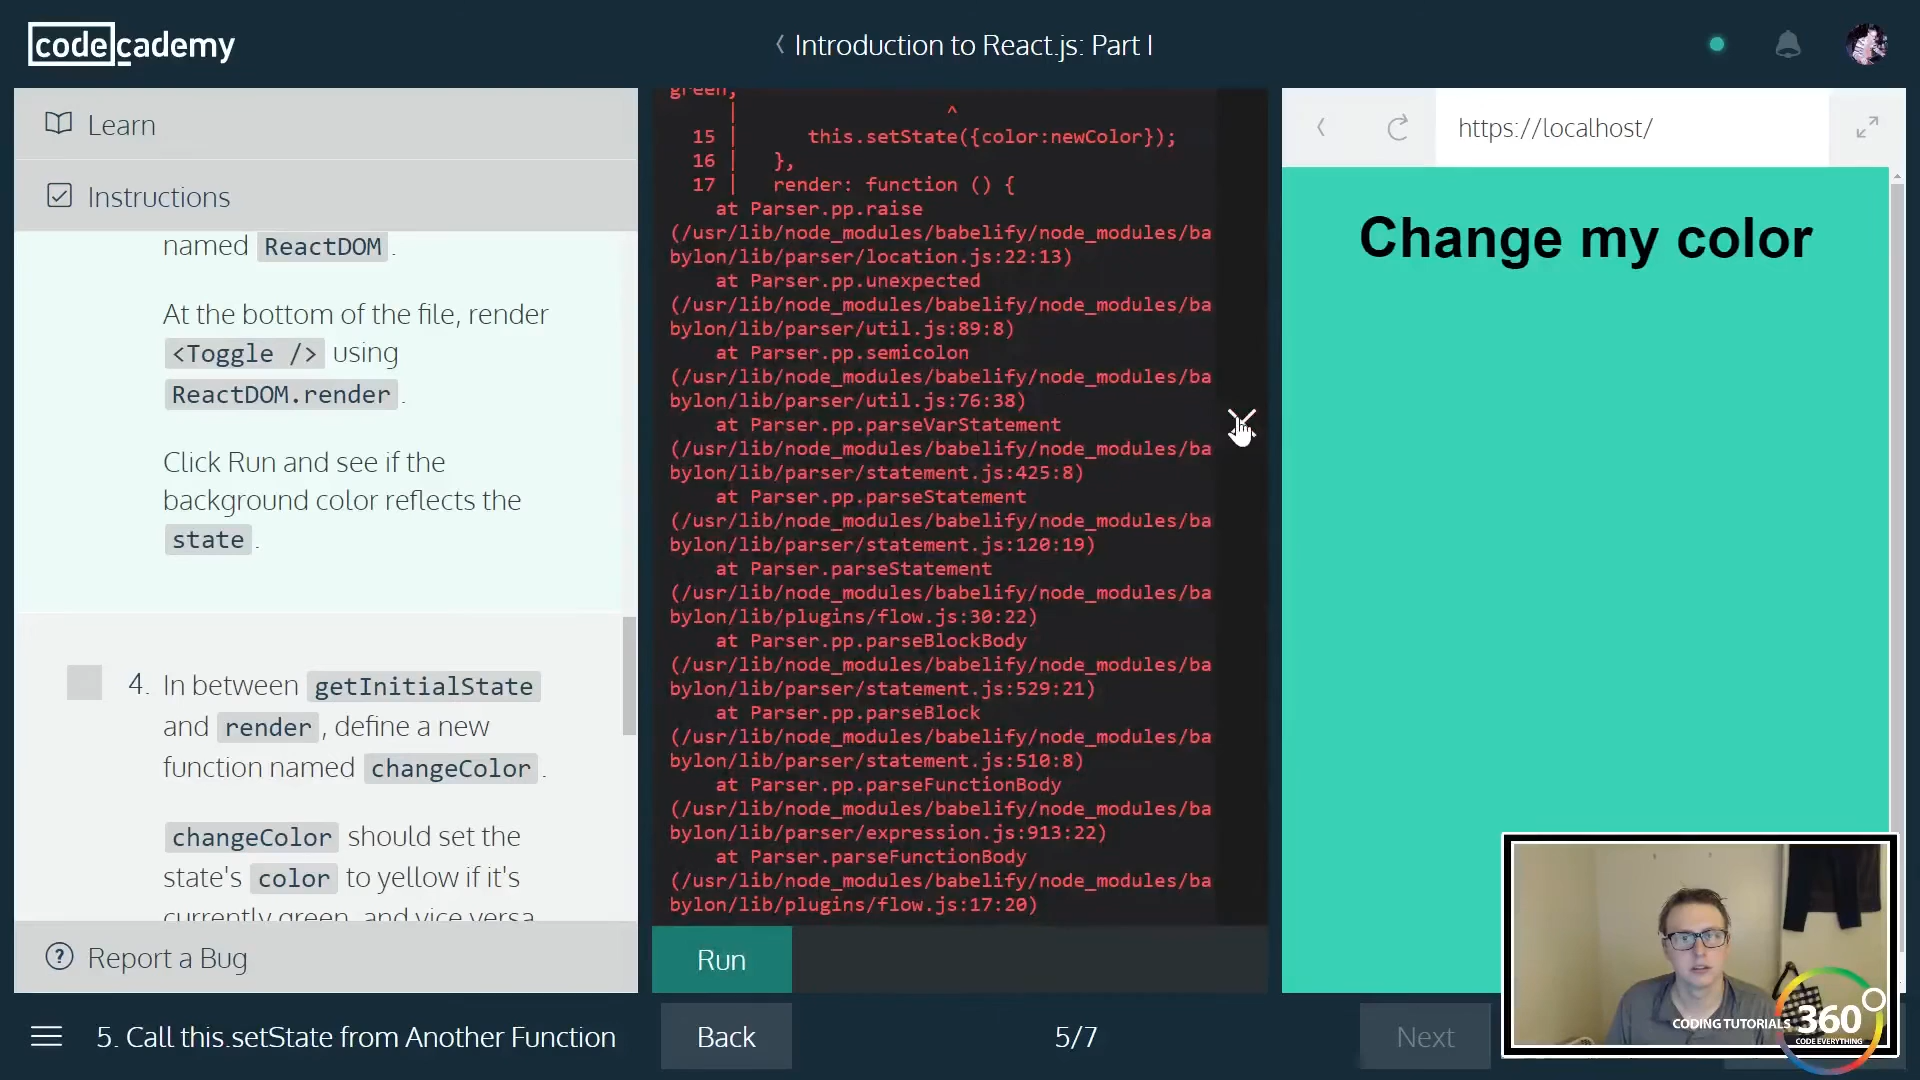 codecademy
Introduction to React.js: Part I
Learn
Instructions
named ReactDOM.
At the bottom of the file, render
<Toggle /> using
ReactDOM.render.
Click Run and see if the
background color reflects the
state.
4. In between getInitialState
and render, define a new
function named changeColor.
changeColor should set the
state's color to yellow if it's
currently green, and vice versa
Report a Bug
green;
| ^
15 | this.setState({color:newColor});
16 | },
17 | render: function () {
at Parser.pp.raise
(/usr/lib/node_modules/babelify/node_modules/ba
bylon/lib/parser/location.js:22:13)
at Parser.pp.unexpected
(/usr/lib/node_modules/babelify/node_modules/ba
bylon/lib/parser/util.js:89:8)
at Parser.pp.semicolon
(/usr/lib/node_modules/babelify/node_modules/ba
bylon/lib/parser/util.js:76:38)
at Parser.pp.parseVarStatement
(/usr/lib/node_modules/babelify/node_modules/ba
bylon/lib/parser/statement.js:425:8)
at Parser.pp.parseStatement
(/usr/lib/node_modules/babelify/node_modules/ba
bylon/lib/parser/statement.js:120:19)
at Parser.parseStatement
(/usr/lib/node_modules/babelify/node_modules/ba
bylon/lib/plugins/flow.js:30:22)
at Parser.pp.parseBlockBody
(/usr/lib/node_modules/babelify/node_modules/ba
bylon/lib/parser/statement.js:529:21)
at Parser.pp.parseBlock
(/usr/lib/node_modules/babelify/node_modules/ba
bylon/lib/parser/statement.js:510:8)
at Parser.pp.parseFunctionBody
(/usr/lib/node_modules/babelify/node_modules/ba
bylon/lib/parser/expression.js:913:22)
at Parser.parseFunctionBody
(/usr/lib/node_modules/babelify/node_modules/ba
bylon/lib/plugins/flow.js:17:20)
Run
https://localhost/
Change my color
CODING TUTORIALS 360°
CODE EVERYTHING
5. Call this.setState from Another Function
Back
5/7
Next